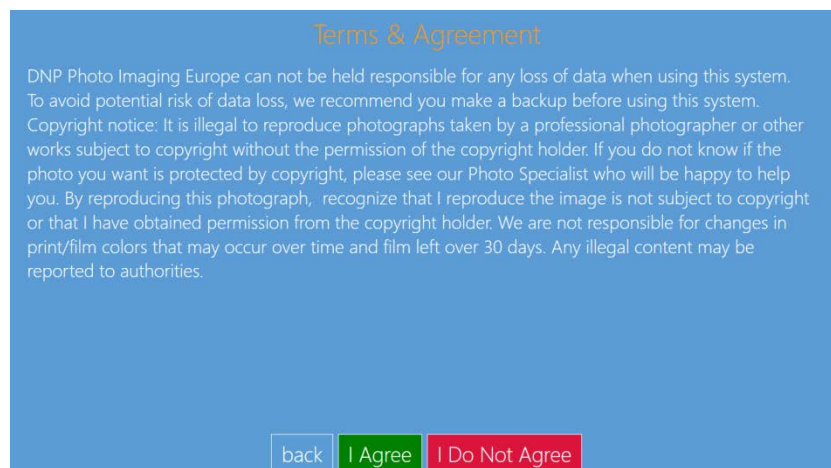 Terms & Agreement
DNP Photo Imaging Europe can not be held responsible for any loss of data when using this system.
To avoid potential risk of data loss, we recommend you make a backup before using this system.
Copyright notice: It is illegal to reproduce photographs taken by a professional photographer or other
works subject to copyright without the permission of the copyright holder. If you do not know if the
photo you want is protected by copyright, please see our Photo Specialist who will be happy to help
you. By reproducing this photograph,  recognize that I reproduce the image is not subject to copyright
or that I have obtained permission from the copyright holder. We are not responsible for changes in
print/film colors that may occur over time and film left over 30 days. Any illegal content may be
reported to authorities.
back I Agree I Do Not Agree